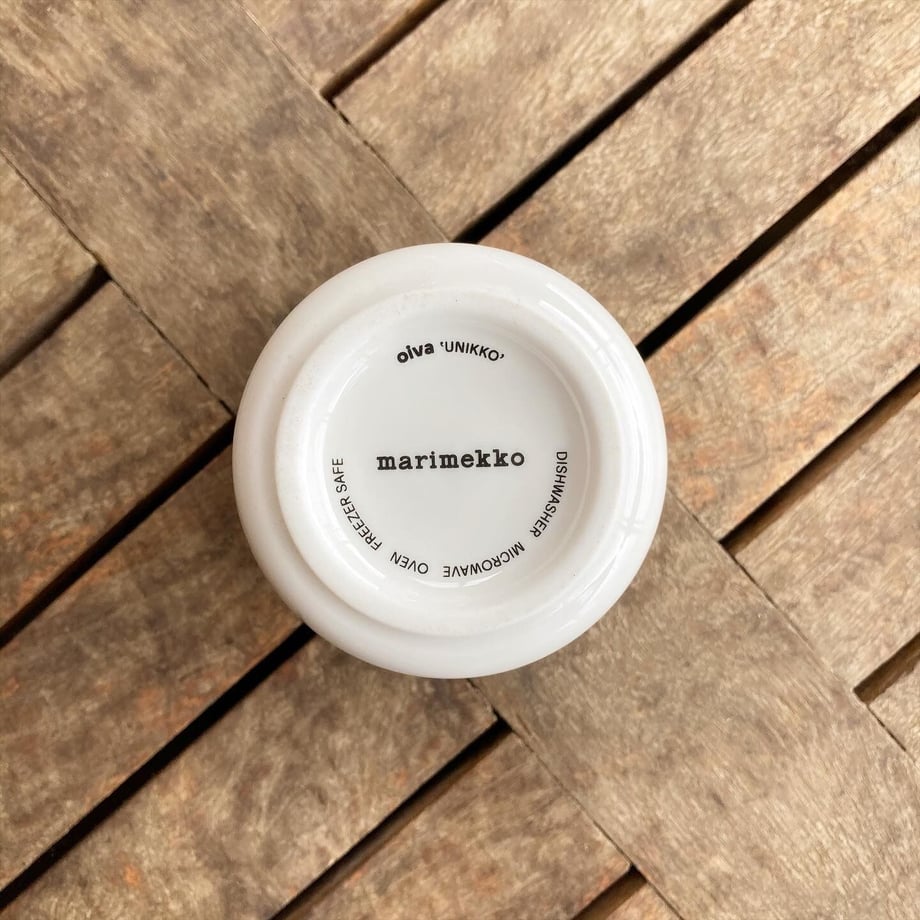 oiva ‘UNIKKO’
marimekko
DISHWASHER MICROWAVE OVEN FREEZER SAFE